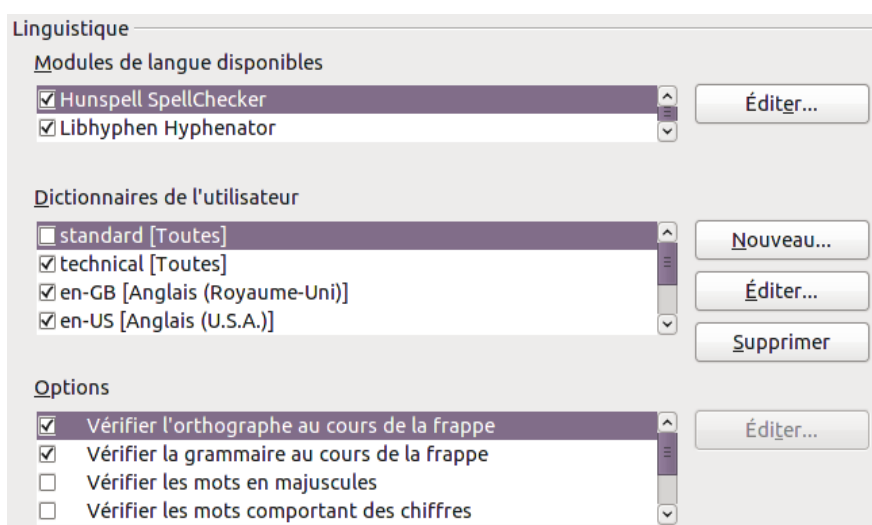 Linguistique
Modules de langue disponibles
Hunspell SpellChecker
Éditer...
Libhyphen Hyphenator
Dictionnaires de l'utilisateur
standard [Toutes]
Nouveau...
technical [Toutes]
en-GB [Anglais (Royaume-Uni)]
Éditer...
en-US [Anglais (U.S.A.)]
Supprimer
Options
Vérifier l'orthographe au cours de la frappe
Éditer...
Vérifier la grammaire au cours de la frappe
Vérifier les mots en majuscules
Vérifier les mots comportant des chiffres